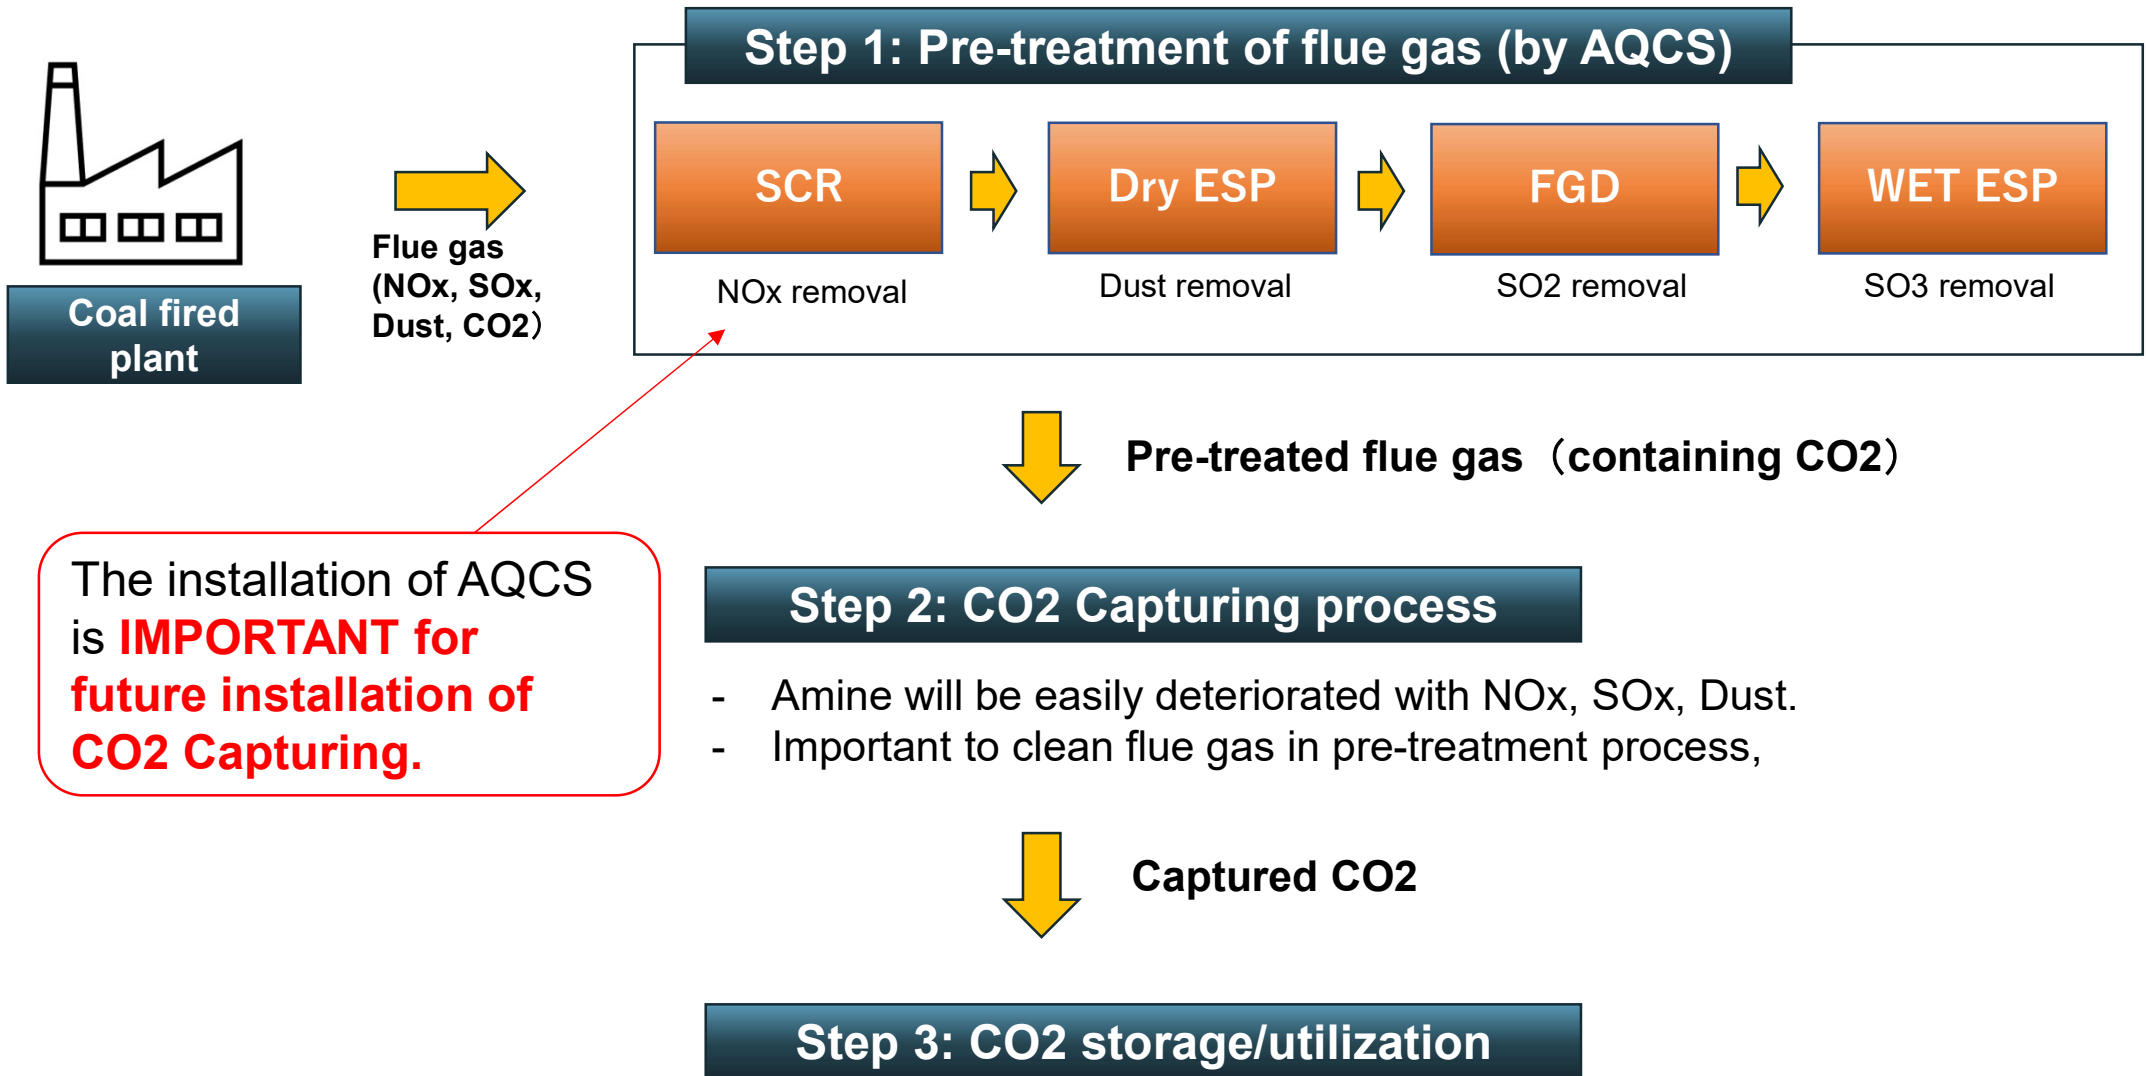 Step 1: Pre-treatment of flue gas (by AQCS)
SCR
Dry ESP
FGD
WET ESP
NOx removal
Dust removal
SO2 removal
SO3 removal
Flue gas
(NOx, SOx,
Dust, CO2）
Coal fired
plant
Pre-treated flue gas（containing CO2）
The installation of AQCS
is IMPORTANT for
future installation of
CO2 Capturing.
Step 2: CO2 Capturing process
- Amine will be easily deteriorated with NOx, SOx, Dust.
- Important to clean flue gas in pre-treatment process,
Captured CO2
Step 3: CO2 storage/utilization